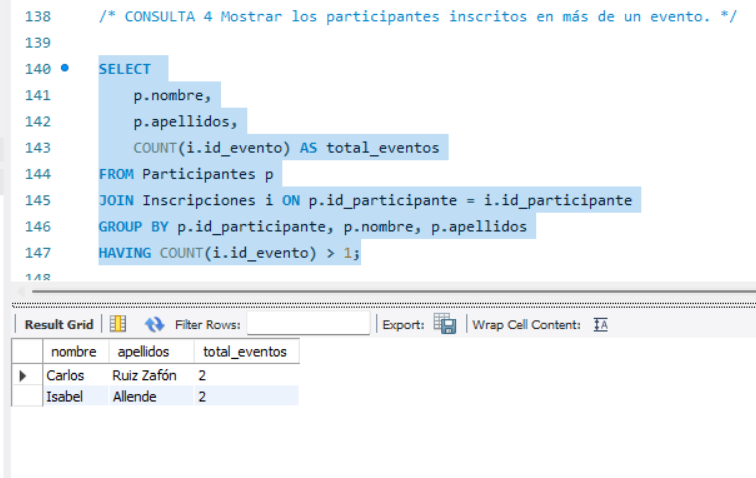 138 /* CONSULTA 4 Mostrar los participantes inscritos en más de un evento. */
139
140 SELECT
141 p.nombre,
142 p.apellidos,
143 COUNT(i.id_evento) AS total_eventos
144 FROM Participantes p
145 JOIN Inscripciones i ON p.id_participante = i.id_participante
146 GROUP BY p.id_participante, p.nombre, p.apellidos
147 HAVING COUNT(i.id_evento) > 1;
148
Result Grid Filter Rows: Export: Wrap Cell Content: IA
nombre apellidos total_eventos
Carlos Ruiz Zafón 2
Isabel Allende 2